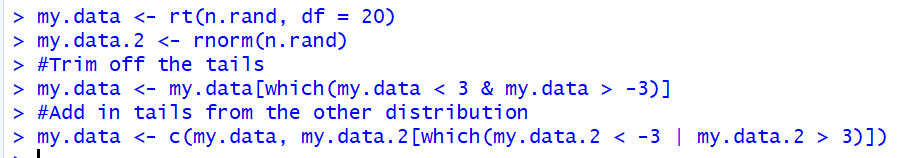 > my.data <- rt(n.rand, df = 20)
> my.data.2 <- rnorm(n.rand)
> #Trim off the tails
> my.data <- my.data[which(my.data < 3 & my.data > -3)]
> #Add in tails from the other distribution
> my.data <- c(my.data, my.data.2[which(my.data.2 < -3 | my.data.2 > 3)])
>